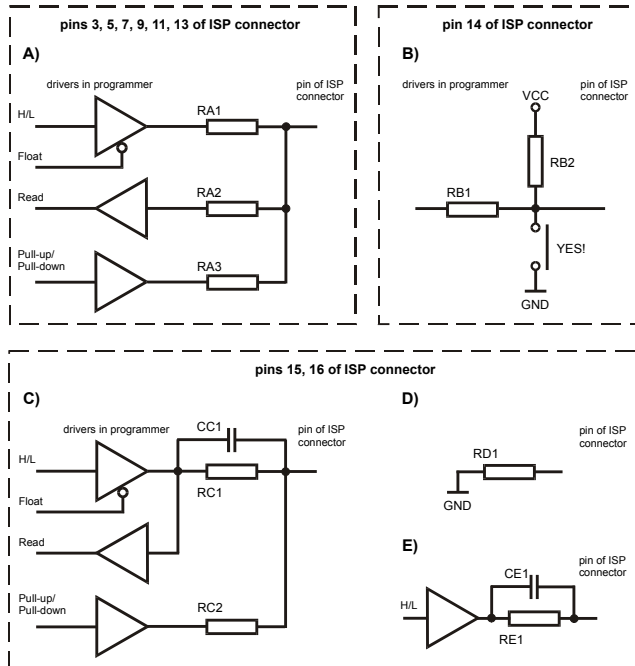 pins 3, 5, 7, 9, 11, 13 of ISP connector
A)
drivers in programmer
pin of ISP
connector
H/L
RA1
Float
Read
RA2
Pull-up/
Pull-down
RA3
pin 14 of ISP connector
B)
drivers in programmer
pin of ISP
connector
VCC
RB2
RB1
YES!
GND
pins 15, 16 of ISP connector
C)
drivers in programmer
CC1
pin of ISP
connector
H/L
RC1
Float
Read
Pull-up/
Pull-down
RC2
D)
pin of ISP
connector
RD1
GND
E)
pin of ISP
connector
CE1
H/L
RE1